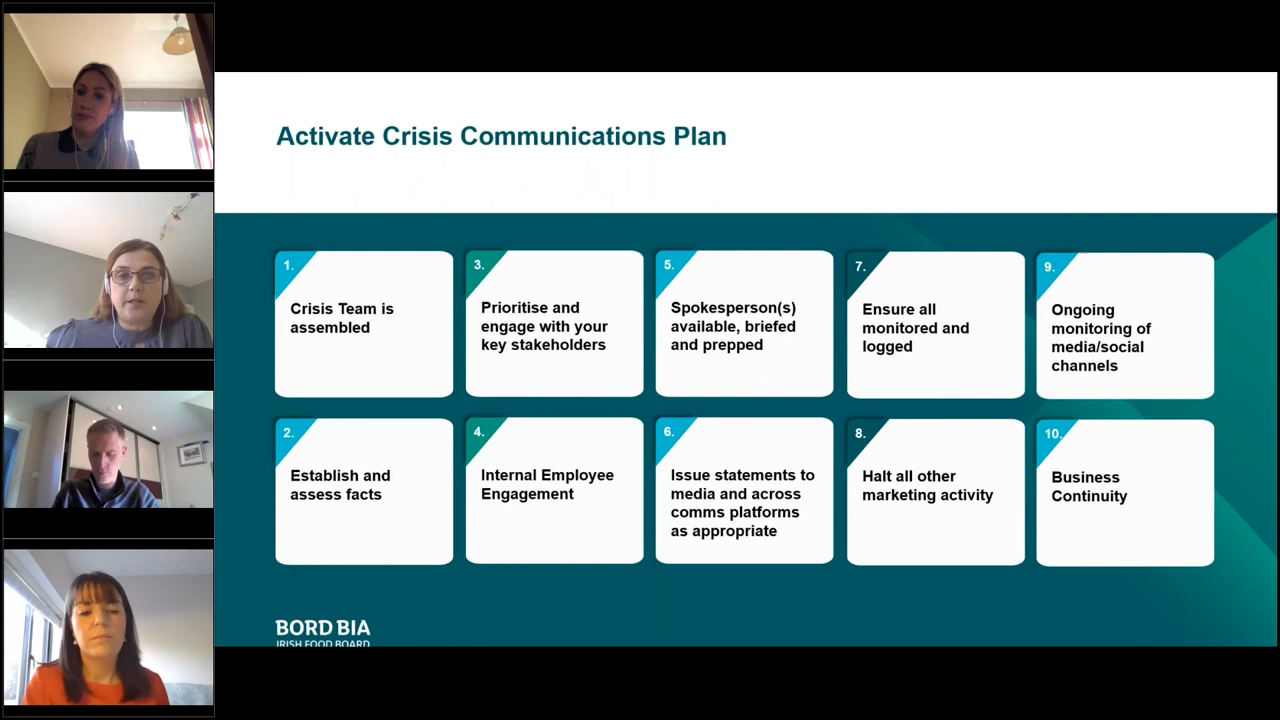 Activate Crisis Communications Plan
1.
Crisis Team is
assembled
2.
Establish and
assess facts
3.
Prioritise and
engage with your
key stakeholders
4.
Internal Employee
Engagement
5.
Spokesperson(s)
available, briefed
and prepped
6.
Issue statements to
media and across
comms platforms
as appropriate
7.
Ensure all
monitored and
logged
8.
Halt all other
marketing activity
9.
Ongoing
monitoring of
media/social
channels
10.
Business
Continuity
BORD BIA
IRISH FOOD BOARD